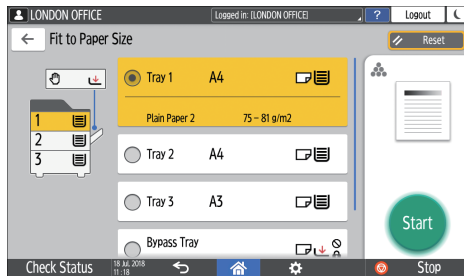 LONDON OFFICE
Logged in: [LONDON OFFICE]
?
Logout
Fit to Paper Size
Reset
Tray 1 A4
Plain Paper 2 75 – 81 g/m2
1
2
3
Tray 2 A4
Tray 3 A3
Bypass Tray
Start
Check Status
18 Jul. 2018
11 :18
Stop